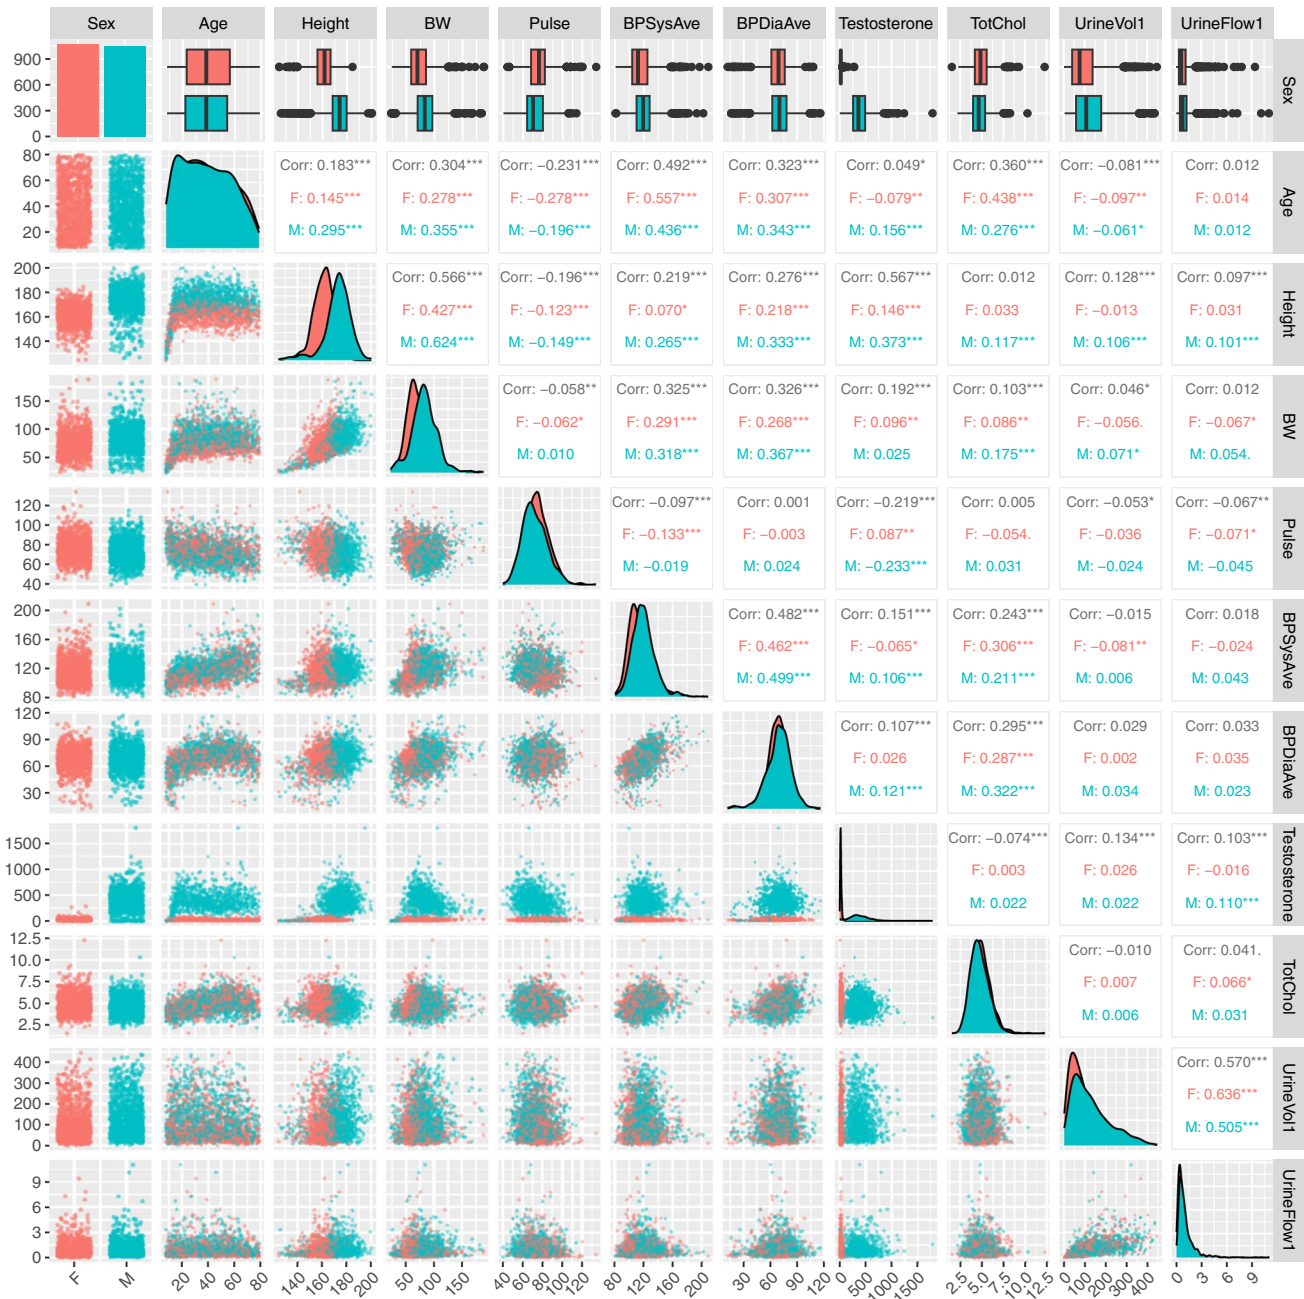 Sex Age Height BW Pulse BPSysAve BPDiaAve Testosterone TotChol UrineVol1 UrineFlow1
900
600
300
0
Sex
80
60
40
20
Corr: 0.183*** Corr: 0.304*** Corr: −0.231*** Corr: 0.492*** Corr: 0.323*** Corr: 0.049* Corr: 0.360*** Corr: −0.081*** Corr: 0.012
F: 0.145*** F: 0.278*** F: −0.278*** F: 0.557*** F: 0.307*** F: −0.079** F: 0.438*** F: −0.097** F: 0.014
M: 0.295*** M: 0.355*** M: −0.196*** M: 0.436*** M: 0.343*** M: 0.156*** M: 0.276*** M: −0.061* M: 0.012
Age
200
180
160
140
Corr: 0.566*** Corr: −0.196*** Corr: 0.219*** Corr: 0.276*** Corr: 0.567*** Corr: 0.012 Corr: 0.128*** Corr: 0.097***
F: 0.427*** F: −0.123*** F: 0.070* F: 0.218*** F: 0.146*** F: 0.033 F: −0.013 F: 0.031
M: 0.624*** M: −0.149*** M: 0.265*** M: 0.333*** M: 0.373*** M: 0.117*** M: 0.106*** M: 0.101***
Height
150
100
50
Corr: −0.058** Corr: 0.325*** Corr: 0.326*** Corr: 0.192*** Corr: 0.103*** Corr: 0.046* Corr: 0.012
F: −0.062* F: 0.291*** F: 0.268*** F: 0.096** F: 0.086** F: −0.056. F: −0.067*
M: 0.010 M: 0.318*** M: 0.367*** M: 0.025 M: 0.175*** M: 0.071* M: 0.054.
BW
120
100
80
60
40
Corr: −0.097*** Corr: 0.001 Corr: −0.219*** Corr: 0.005 Corr: −0.053* Corr: −0.067**
F: −0.133*** F: −0.003 F: 0.087** F: −0.054. F: −0.036 F: −0.071*
M: −0.019 M: 0.024 M: −0.233*** M: 0.031 M: −0.024 M: −0.045
Pulse
200
160
120
80
Corr: 0.482*** Corr: 0.151*** Corr: 0.243*** Corr: −0.015 Corr: 0.018
F: 0.462*** F: −0.065* F: 0.306*** F: −0.081** F: −0.024
M: 0.499*** M: 0.106*** M: 0.211*** M: 0.006 M: 0.043
BPSysAve
120
90
60
30
Corr: 0.107*** Corr: 0.295*** Corr: 0.029 Corr: 0.033
F: 0.026 F: 0.287*** F: 0.002 F: 0.035
M: 0.121*** M: 0.322*** M: 0.034 M: 0.023
BPDiaAve
1500
1000
500
0
Corr: −0.074*** Corr: 0.134*** Corr: 0.103***
F: 0.003 F: 0.026 F: −0.016
M: 0.022 M: 0.022 M: 0.110***
Testosterone
12.5
10.0
7.5
5.0
2.5
Corr: −0.010 Corr: 0.041.
F: 0.007 F: 0.066*
M: 0.006 M: 0.031
TotChol
400
300
200
100
0
Corr: 0.570***
F: 0.636***
M: 0.505***
UrineVol1
9
6
3
0
UrineFlow1
F M 20 40 60 80 140 160 180 200 50 100 150 40 60 80 100 120 80 120 160 200 30 60 90 120 0 500 1000 1500 2.5 5. 7.5 10.0 12.5 0 100 200 300 400 0 3 6 9